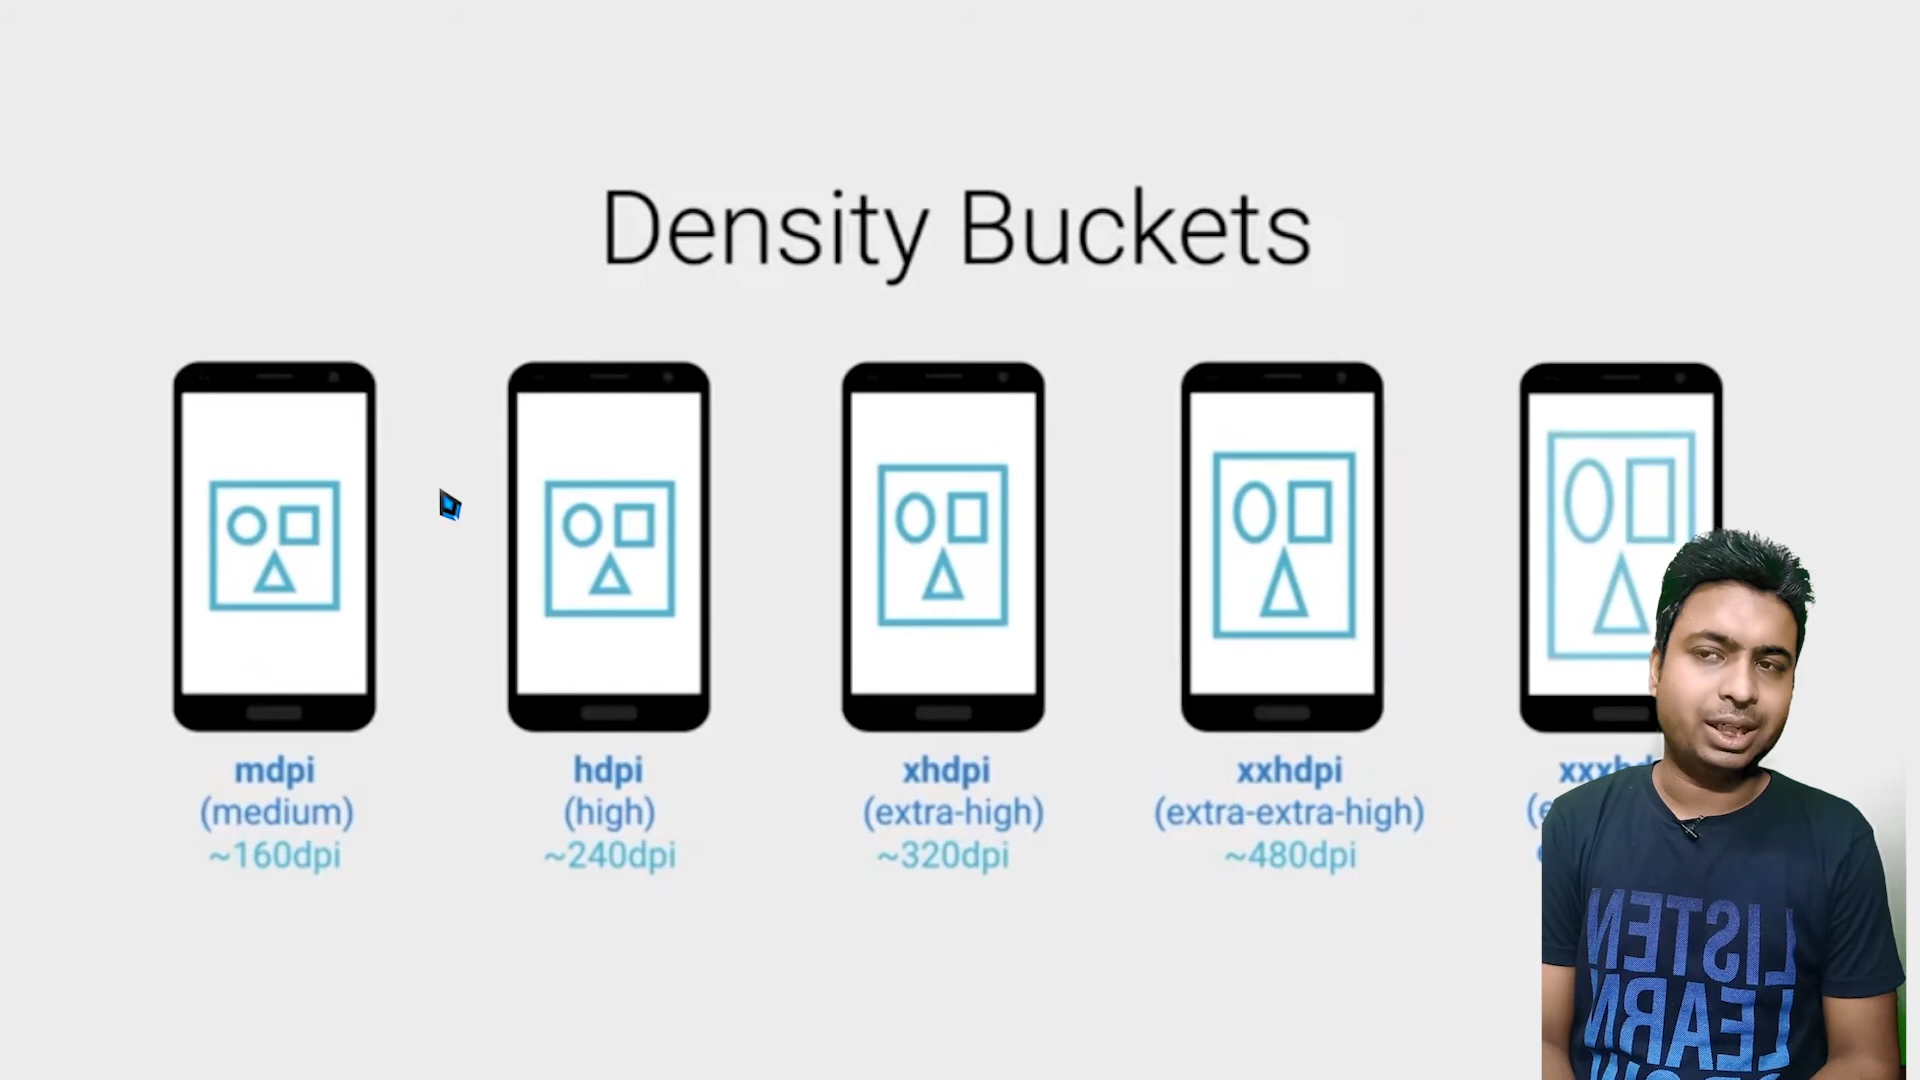 Density Buckets
mdpi
(medium)
~160dpi
hdpi
(high)
~240dpi
xhdpi
(extra-high)
~320dpi
xxhdpi
(extra-extra-high)
~480dpi
LISTEN
LEARN